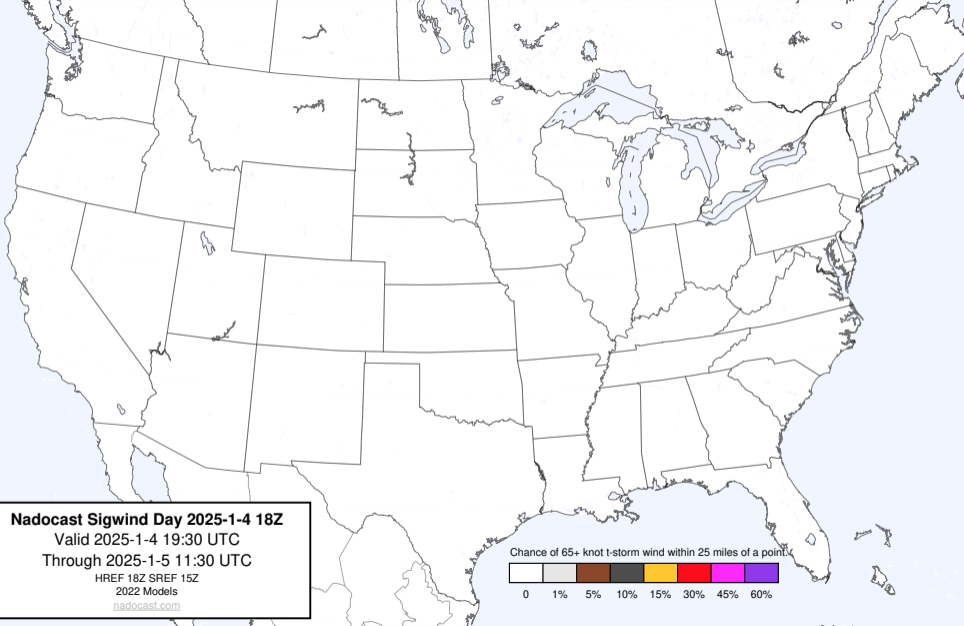 Nadocast Sigwind Day 2025-1-4 18Z
Valid 2025-1-4 19:30 UTC
Through 2025-1-5 11:30 UTC
HREF 18Z SREF 15Z
2022 Models
nadocast.com
Chance of 65+ knot t-storm wind within 25 miles of a point.
0 1% 5% 10% 15% 30% 45% 60%